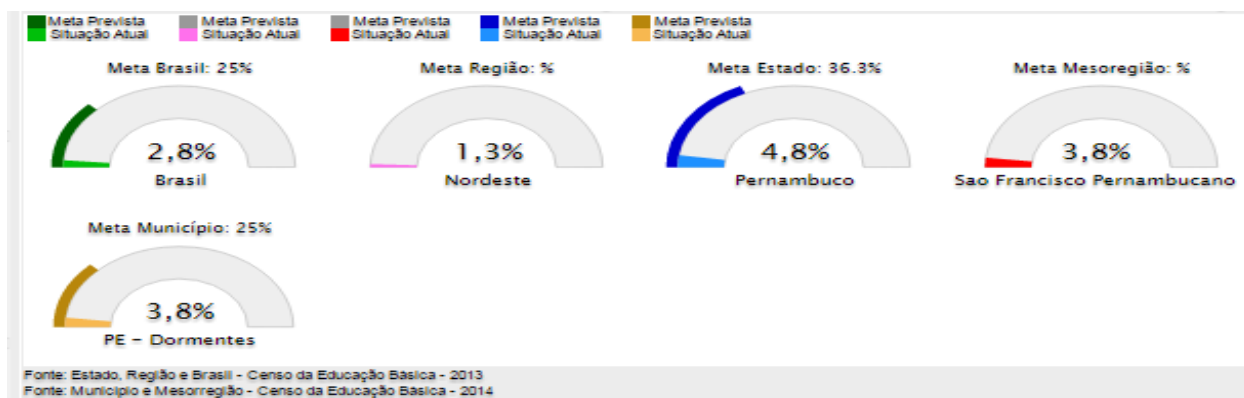 Meta Prevista Meta Prevista Meta Prevista Meta Prevista Meta Prevista
Situação Atual Situação Atual Situação Atual Situação Atual Situação Atual
Meta Brasil: 25% Meta Região: % Meta Estado: 36.3% Meta Mesoregião: %
2,8% 1,3% 4,8% 3,8%
Brasil Nordeste Pernambuco Sao Francisco Pernambucano
Meta Município: 25%
3,8%
PE - Dormentes
Fonte: Estado, Região e Brasil - Censo da Educação Básica - 2013
Fonte: Município e Mesorregião - Censo da Educação Básica - 2014